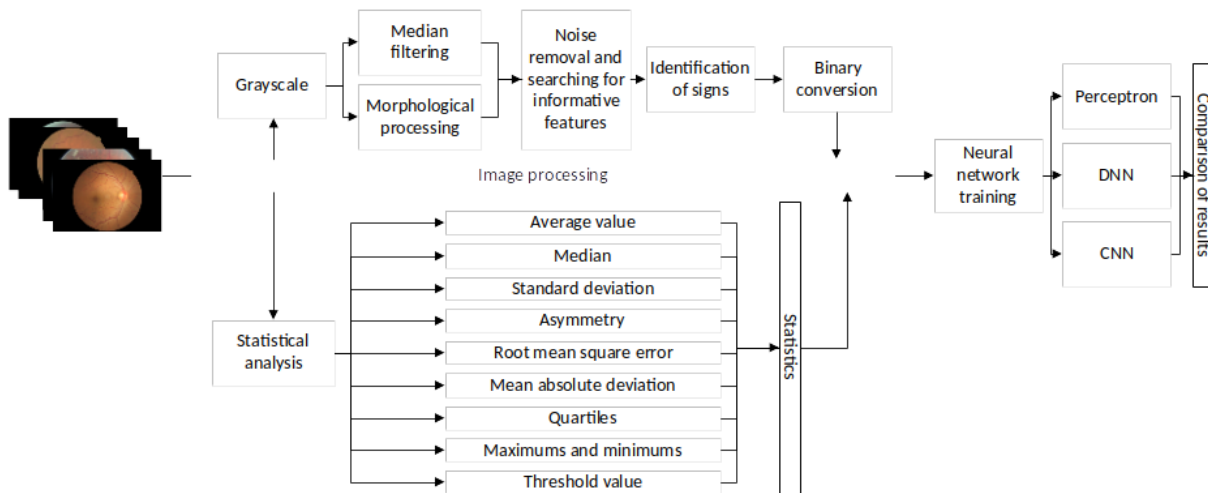 Grayscale
Median
filtering
Morphological
processing
Noise
removal and
searching for
informative
features
Identification
of signs
Binary
conversion
Image processing
Statistical
analysis
Average value
Median
Standard deviation
Asymmetry
Root mean square error
Mean absolute deviation
Quartiles
Maximums and minimums
Threshold value
Statistics
Neural
network
training
Perceptron
DNN
CNN
Comparison of results